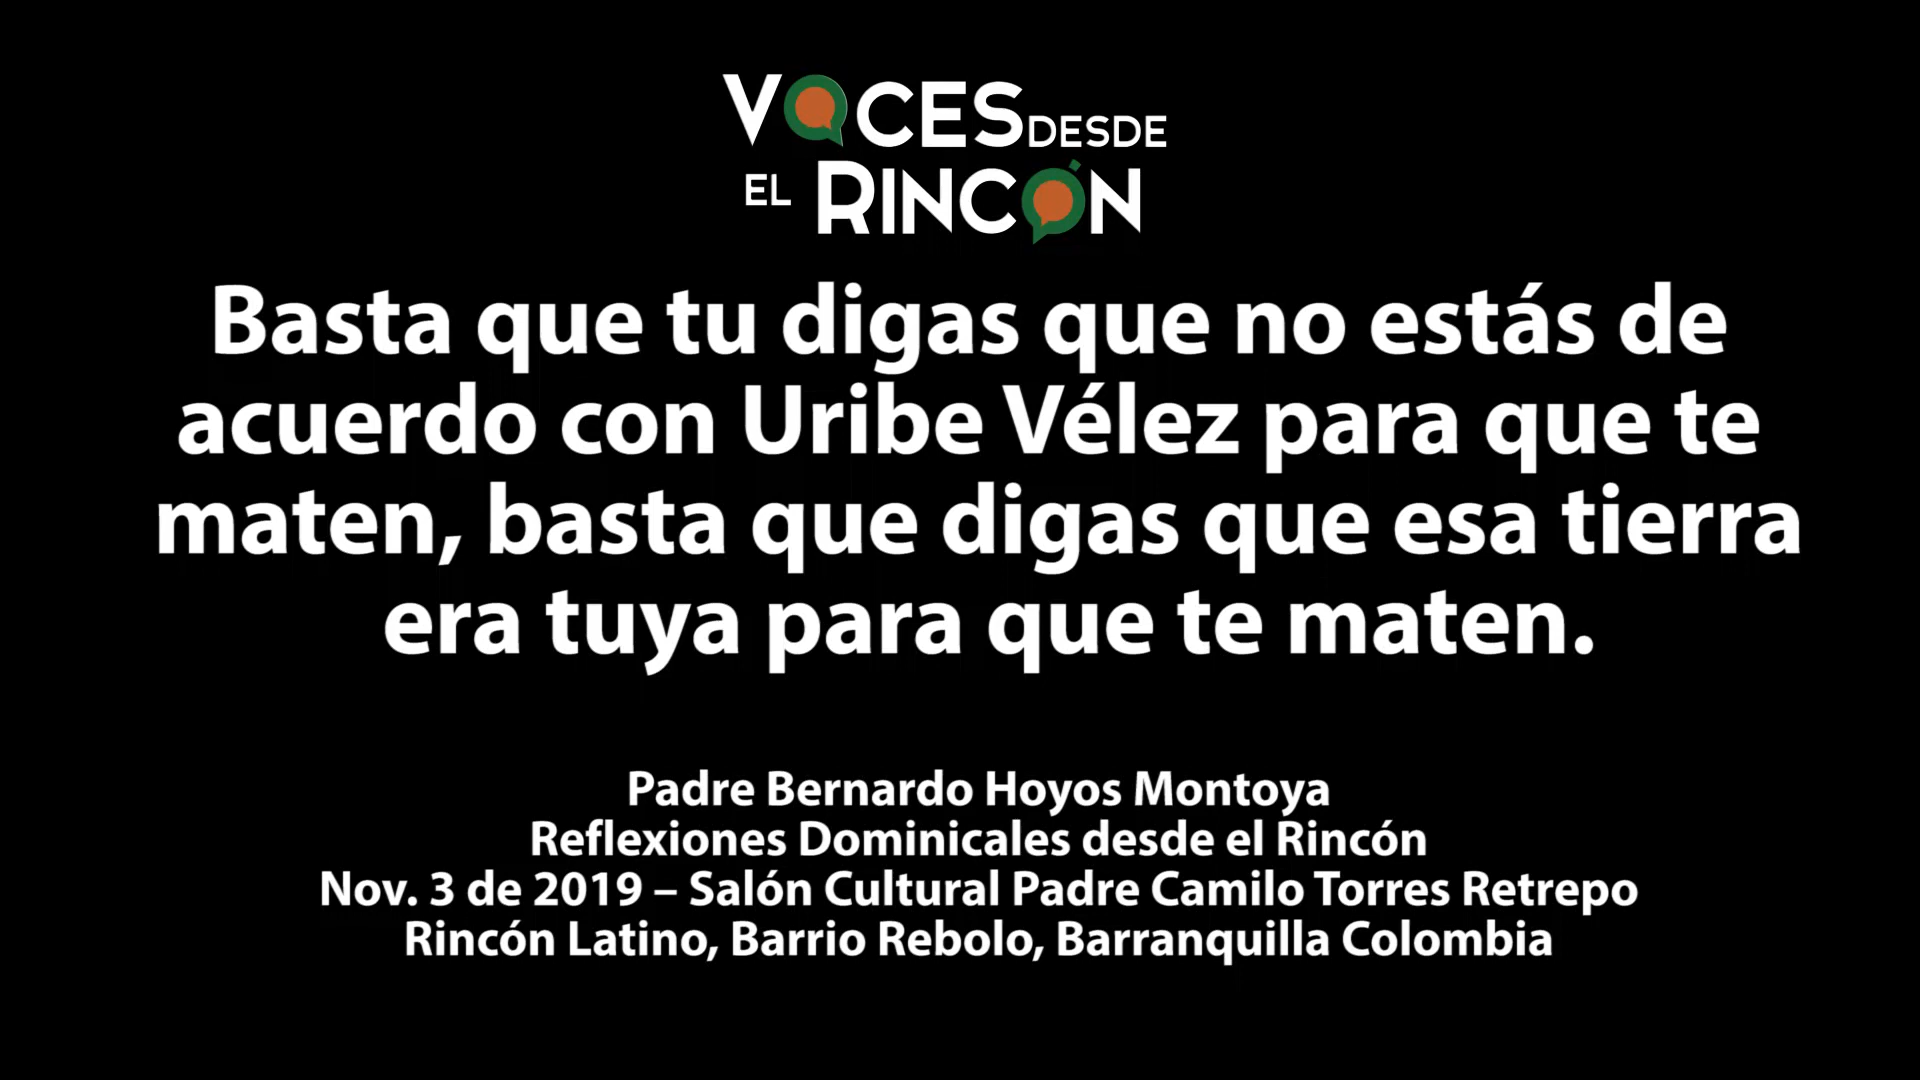 VOCES DESDE
EL RINCÓN
Basta que tu digas que no estás de
acuerdo con Uribe Vélez para que te
maten, basta que digas que esa tierra
era tuya para que te maten.
Padre Bernardo Hoyos Montoya
Reflexiones Dominicales desde el Rincón
Nov. 3 de 2019 – Salón Cultural Padre Camilo Torres Retrepo
Rincón Latino, Barrio Rebolo, Barranquilla Colombia